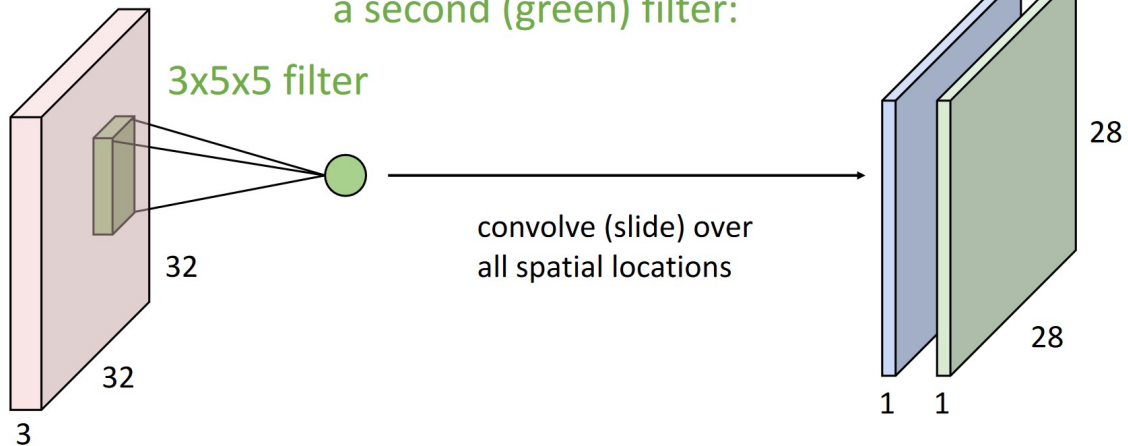 a second (green) filter:
3x5x5 filter
28
32
convolve (slide) over
all spatial locations
28
32
1 1
3